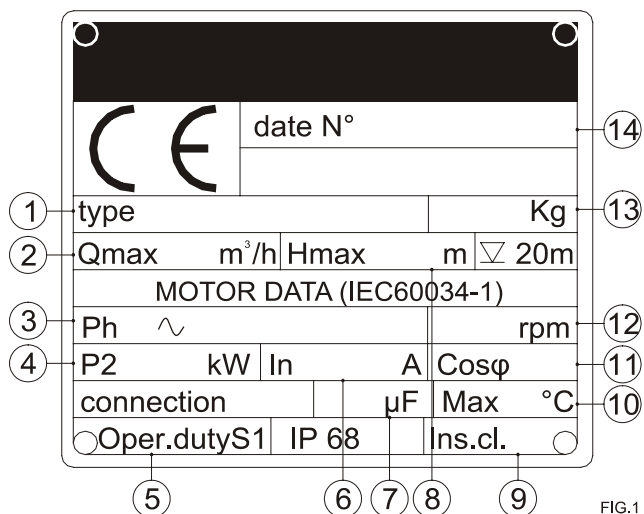 CE
date N° 14
1 type Kg 13
2 Qmax m³/h Hmax m 20m
MOTOR DATA (IEC60034-1)
3 Ph ∿ rpm 12
4 P2 kW In A Cosφ 11
connection µF Max °C 10
Oper.dutyS1 IP 68 Ins.cl.
5 6 7 8 9
FIG.1